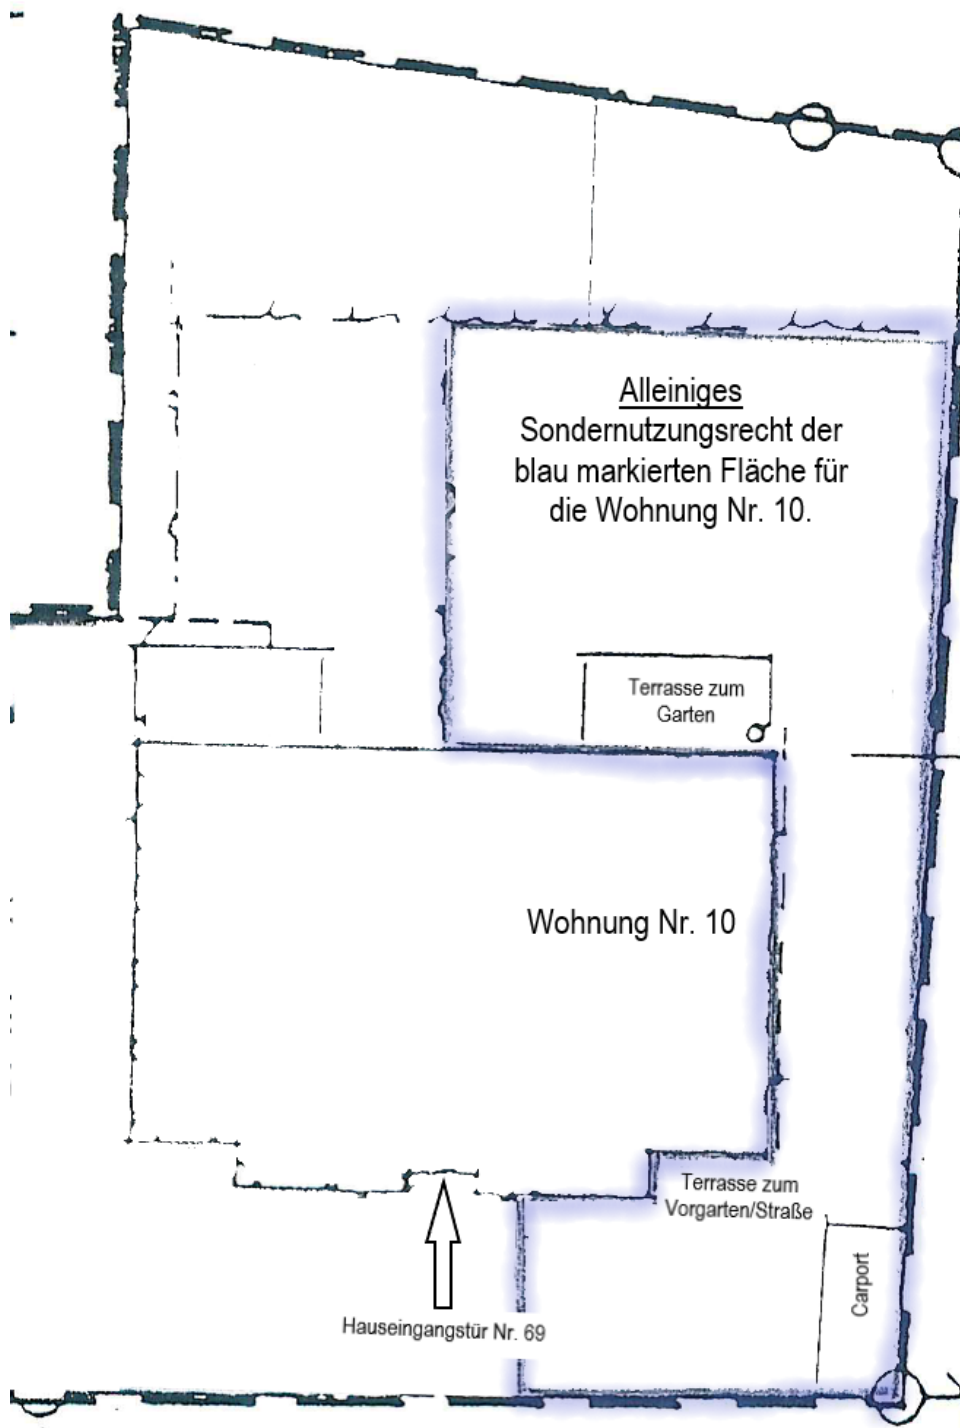 Alleiniges
Sondernutzungsrecht der
blau markierten Fläche für
die Wohnung Nr. 10.
Terrasse zum
Garten
Wohnung Nr. 10
Terrasse zum
Vorgarten/Straße
Carport
Hauseingangstür Nr. 69